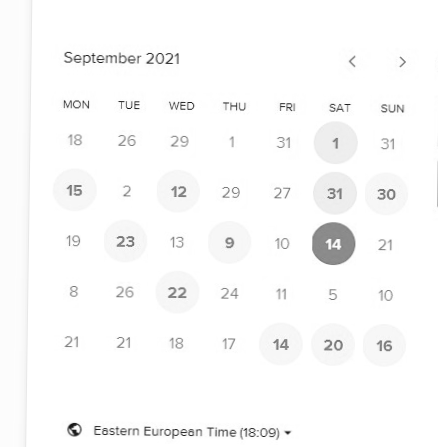 September 2021
MON TUE WED THU FRI SAT SUN
18 26 29 1 31 1 31
15 2 12 29 27 31 30
19 23 13 9 10 14 21
8 26 22 24 11 5 10
21 21 18 17 14 20 16
Eastern European Time (18:09)